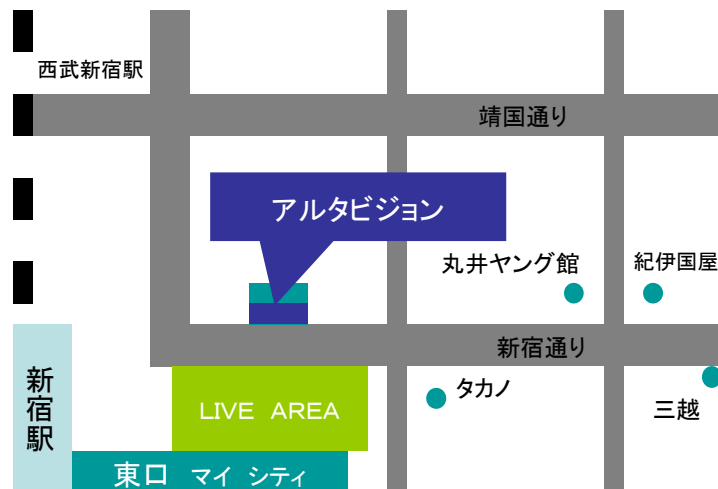 西武新宿駅
靖国通り
アルタビジョン
丸井ヤング館
紀伊国屋
新宿通り
新宿駅
LIVE AREA
タカノ
三越
東口 マイ シティ